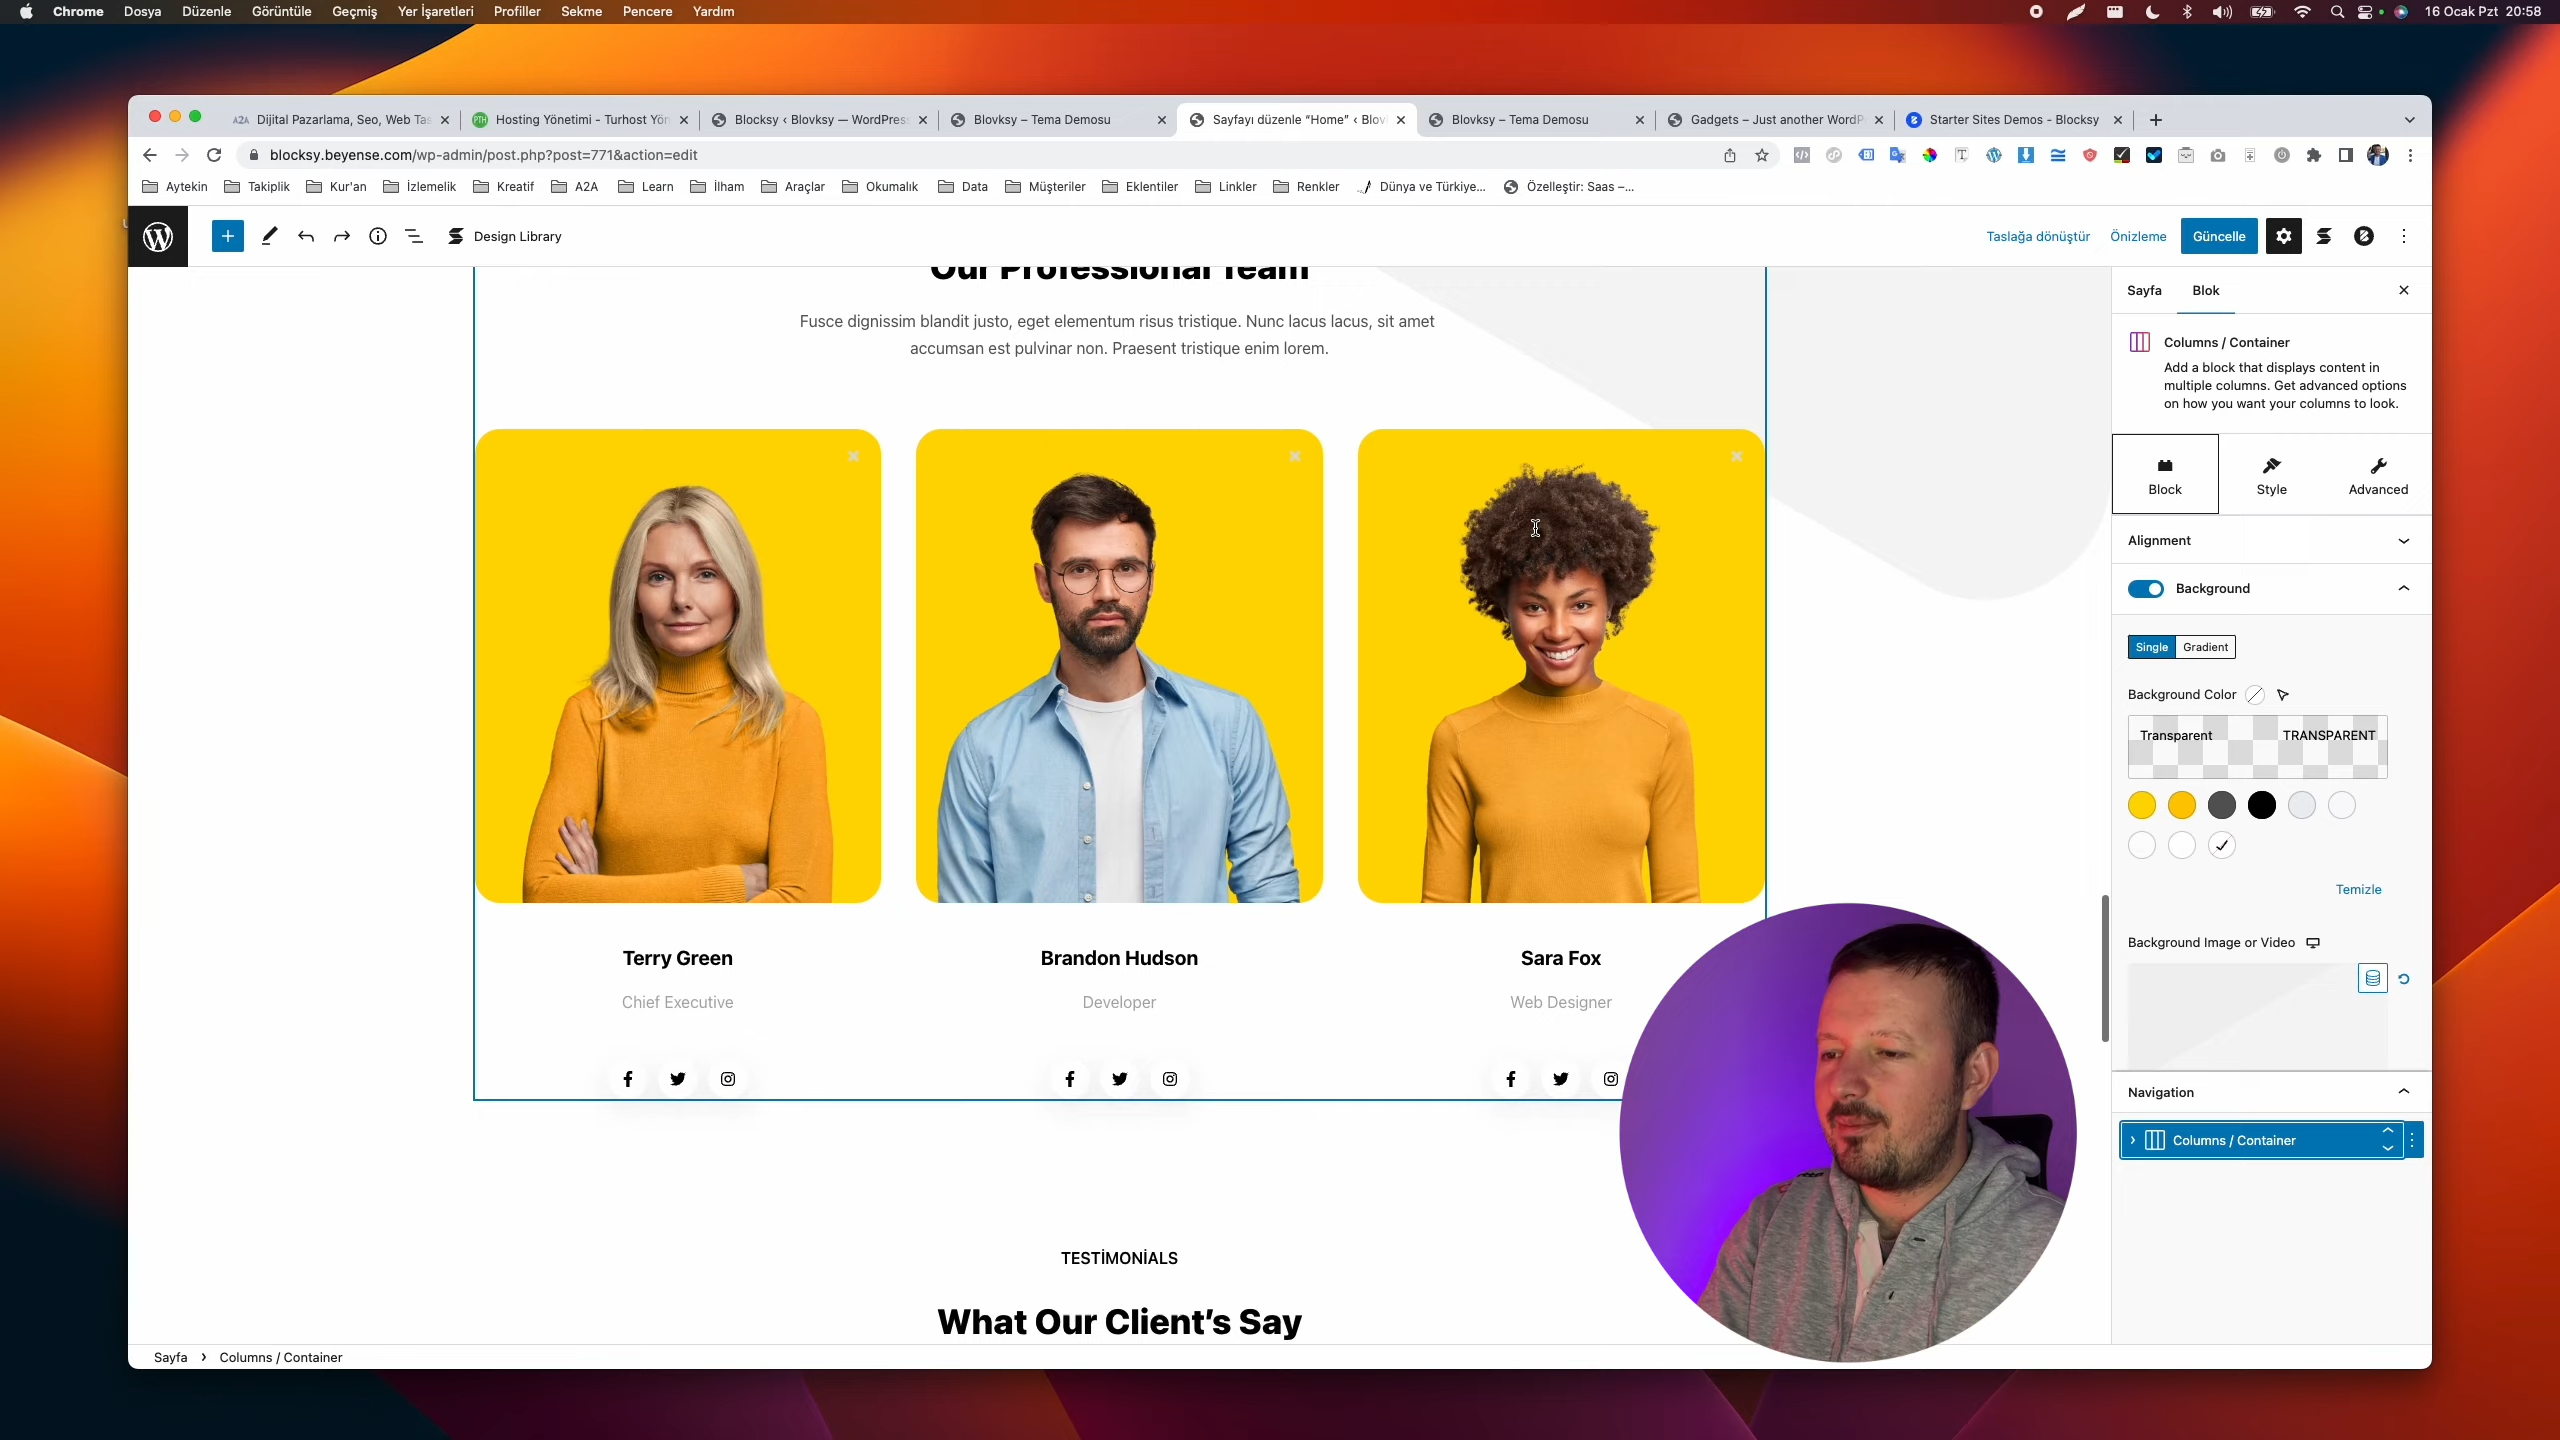 Chrome Dosya Düzenle Görüntüle Geçmiş Yer İşaretleri Profiller Sekme Pencere Yardım
16 Ocak Pzt 20:58
A2A Dijital Pazarlama, Seo, Web Tas
PTH Hosting Yönetimi - Turhost Yön
Blocksy ‹ Blovksy — WordPress
Blovksy – Tema Demosu
Sayfayı düzenle “Home” ‹ Blov
Blovksy – Tema Demosu
Gadgets – Just another WordP
Starter Sites Demos - Blocksy
blocksy.beyense.com/wp-admin/post.php?post=771&action=edit
Aytekin Takiplik Kur'an İzlemelik Kreatif A2A Learn İlham Araçlar Okumalık Data Müşteriler Eklentiler Linkler Renkler Dünya ve Türkiye... Özelleştir: Saas –...
Design Library
Taslağa dönüştür Önizleme Güncelle
Our Professional Team
Fusce dignissim blandit justo, eget elementum risus tristique. Nunc lacus lacus, sit amet
accumsan est pulvinar non. Praesent tristique enim lorem.
Terry Green
Chief Executive
Brandon Hudson
Developer
Sara Fox
Web Designer
TESTİMONİALS
What Our Client’s Say
Sayfa › Columns / Container
Sayfa Blok
Columns / Container
Add a block that displays content in
multiple columns. Get advanced options
on how you want your columns to look.
Block Style Advanced
Alignment
Background
Single Gradient
Background Color
Transparent TRANSPARENT
Temizle
Background Image or Video
Navigation
Columns / Container